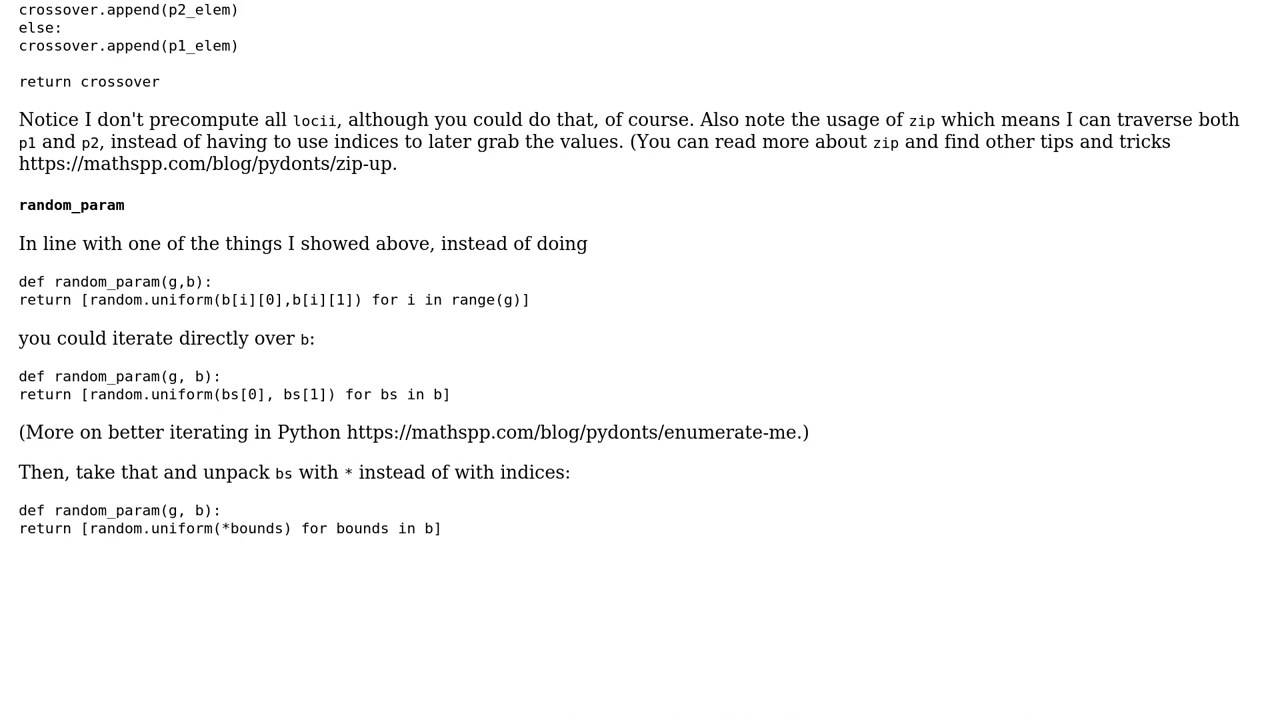 crossover.append(p2_elem)
else:
crossover.append(p1_elem)
return crossover
Notice I don't precompute all locii, although you could do that, of course. Also note the usage of zip which means I can traverse both
p1 and p2, instead of having to use indices to later grab the values. (You can read more about zip and find other tips and tricks
https://mathspp.com/blog/pydonts/zip-up.
random_param
In line with one of the things I showed above, instead of doing
def random_param(g,b):
return [random.uniform(b[i][0],b[i][1]) for i in range(g)]
you could iterate directly over b:
def random_param(g, b):
return [random.uniform(bs[0], bs[1]) for bs in b]
(More on better iterating in Python https://mathspp.com/blog/pydonts/enumerate-me.)
Then, take that and unpack bs with * instead of with indices:
def random_param(g, b):
return [random.uniform(*bounds) for bounds in b]